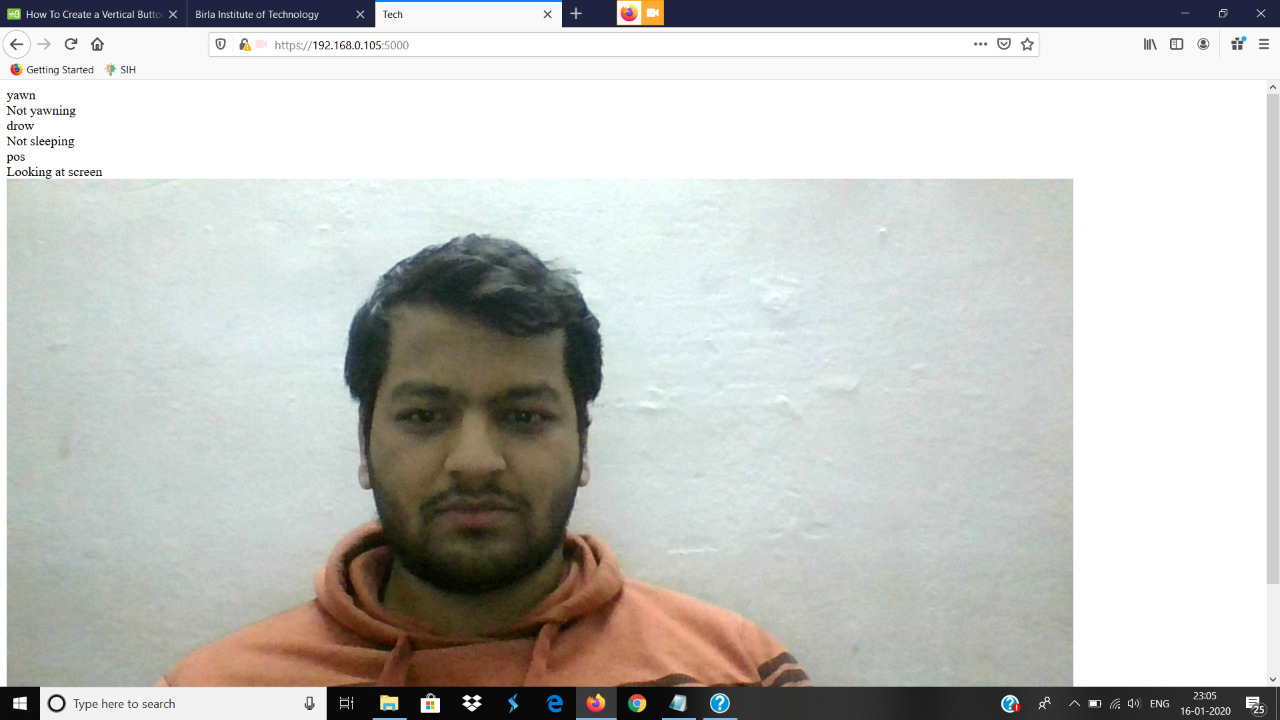 How To Create a Vertical Butto
Birla Institute of Technology
Tech
https://192.168.0.105:5000
Getting Started
SIH
yawn
Not yawning
drow
Not sleeping
pos
Looking at screen
Type here to search
ENG
23:05
16-01-2020
25